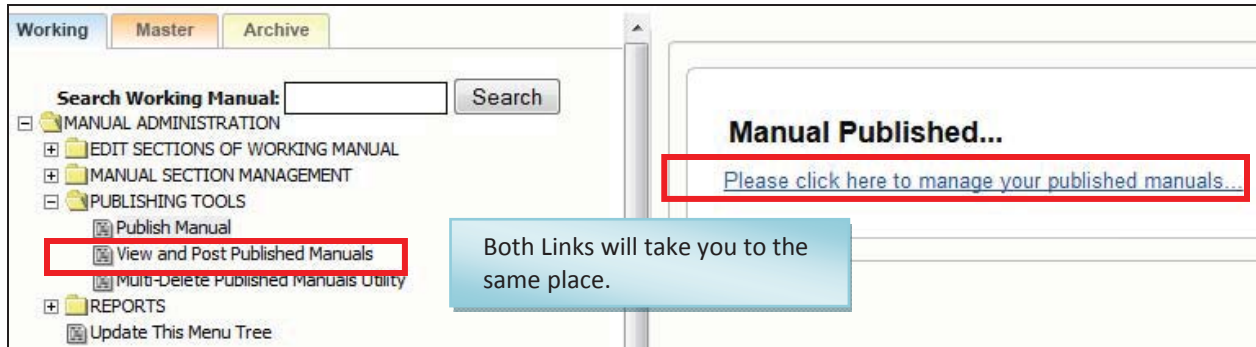 Working Master Archive
Search Working Manual: Search
MANUAL ADMINISTRATION
EDIT SECTIONS OF WORKING MANUAL
MANUAL SECTION MANAGEMENT
PUBLISHING TOOLS
Publish Manual
View and Post Published Manuals
Multi-Delete Published Manuals Utility
REPORTS
Update This Menu Tree
Manual Published...
Please click here to manage your published manuals...
Both Links will take you to the
same place.